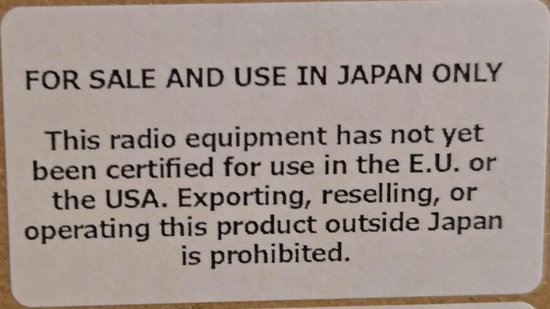 FOR SALE AND USE IN JAPAN ONLY
This radio equipment has not yet
been certified for use in the E.U. or
the USA. Exporting, reselling, or
operating this product outside Japan
is prohibited.